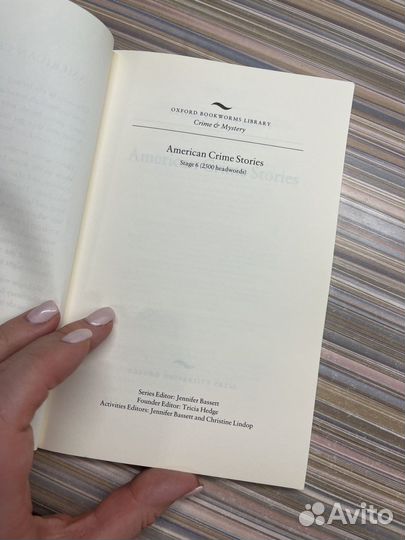 OXFORD BOOKWORMS LIBRARY
Crime & Mystery
American Crime Stories
Stage 6 (2500 headwords)
Series Editor: Jennifer Bassett
Founder Editor: Tricia Hedge
Activities Editors: Jennifer Bassett and Christine Lindop
Avito